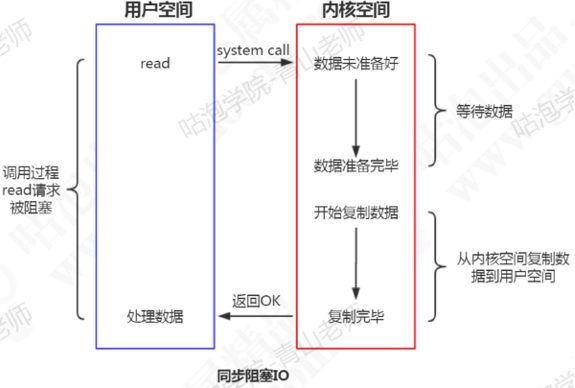 用户空间
内核空间
system call
read
数据未准备好
等待数据
数据准备完毕
调用过程
read请求
被阻塞
开始复制数据
从内核空间复制数
据到用户空间
返回OK
处理数据
复制完毕
同步阻塞IO
咕泡学院-青山老师